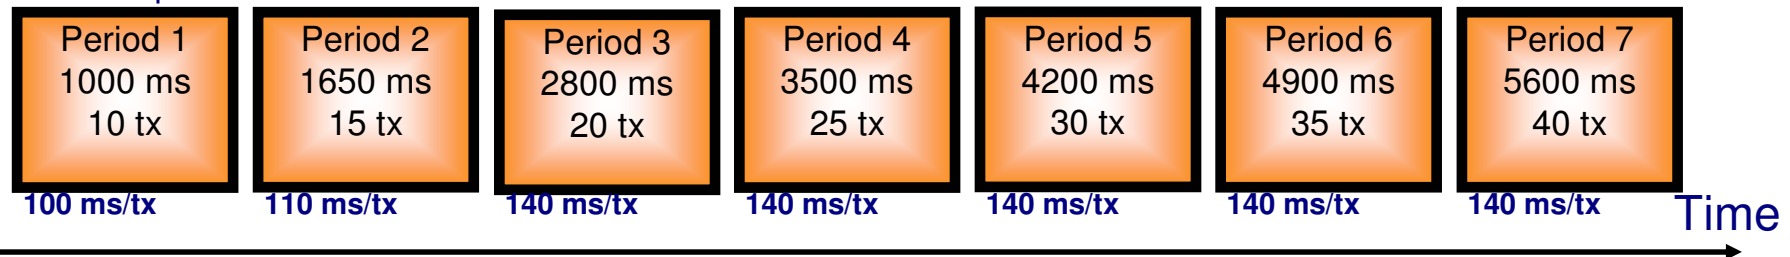 Period 1
1000 ms
10 tx
100 ms/tx
Period 2
1650 ms
15 tx
110 ms/tx
Period 3
2800 ms
20 tx
140 ms/tx
Period 4
3500 ms
25 tx
140 ms/tx
Period 5
4200 ms
30 tx
140 ms/tx
Period 6
4900 ms
35 tx
140 ms/tx
Period 7
5600 ms
40 tx
140 ms/tx
Time